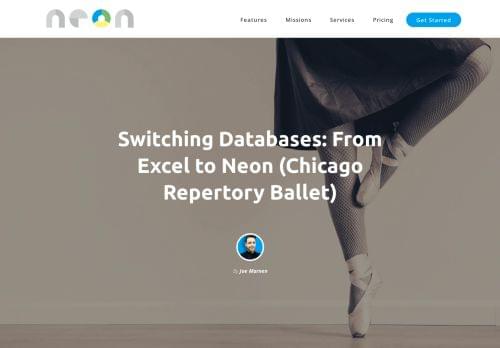 neon
Features Missions Services Pricing Get Started
Switching Databases: From
Excel to Neon (Chicago
Repertory Ballet)
By Joe Marnen